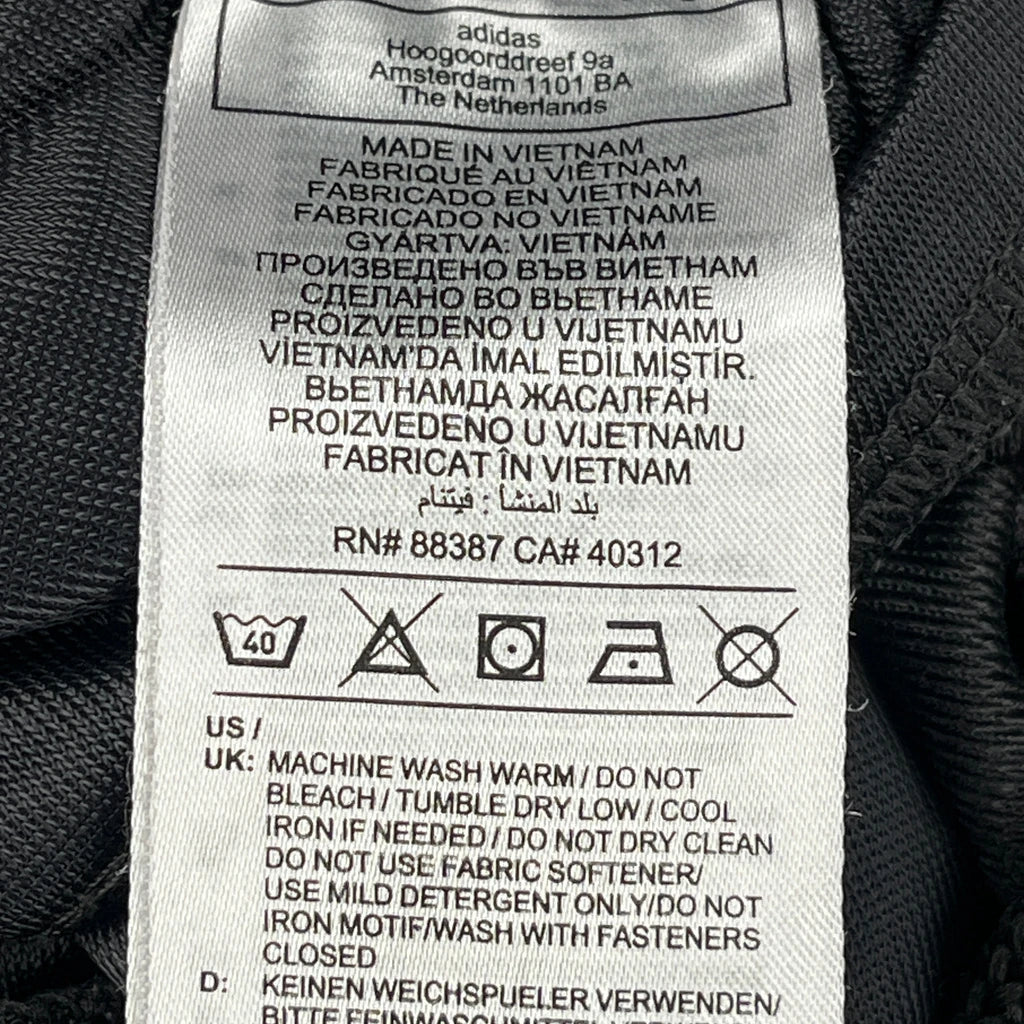 adidas
Hoogoorddreef 9a
Amsterdam 1101 BA
The Netherlands
MADE IN VIETNAM
FABRIQUÉ AU VIÊTNAM
FABRICADO EN VIETNAM
FABRICADO NO VIETNAME
GYÁRTVA: VIETNÁM
ПРОИЗВЕДЕНО ВЪВ ВИЕТНАМ
СДЕЛАНО ВО ВЬЕТНАМЕ
PROIZVEDENO U VIJETNAMU
VİETNAM'DA İMAL EDİLMİŞTİR.
ВЬЕТНАМДА ЖАСАЛҒАН
PROIZVEDENO U VIJETNAMU
FABRICAT ÎN VIETNAM
بلد المنشأ : فيتنام
RN# 88387 CA# 40312
40
US /
UK: MACHINE WASH WARM / DO NOT
BLEACH / TUMBLE DRY LOW / COOL
IRON IF NEEDED / DO NOT DRY CLEAN
DO NOT USE FABRIC SOFTENER/
USE MILD DETERGENT ONLY/DO NOT
IRON MOTIF/WASH WITH FASTENERS
CLOSED
D: KEINEN WEICHSPUELER VERWENDEN/
BITTE FEINWASCHMITTEL